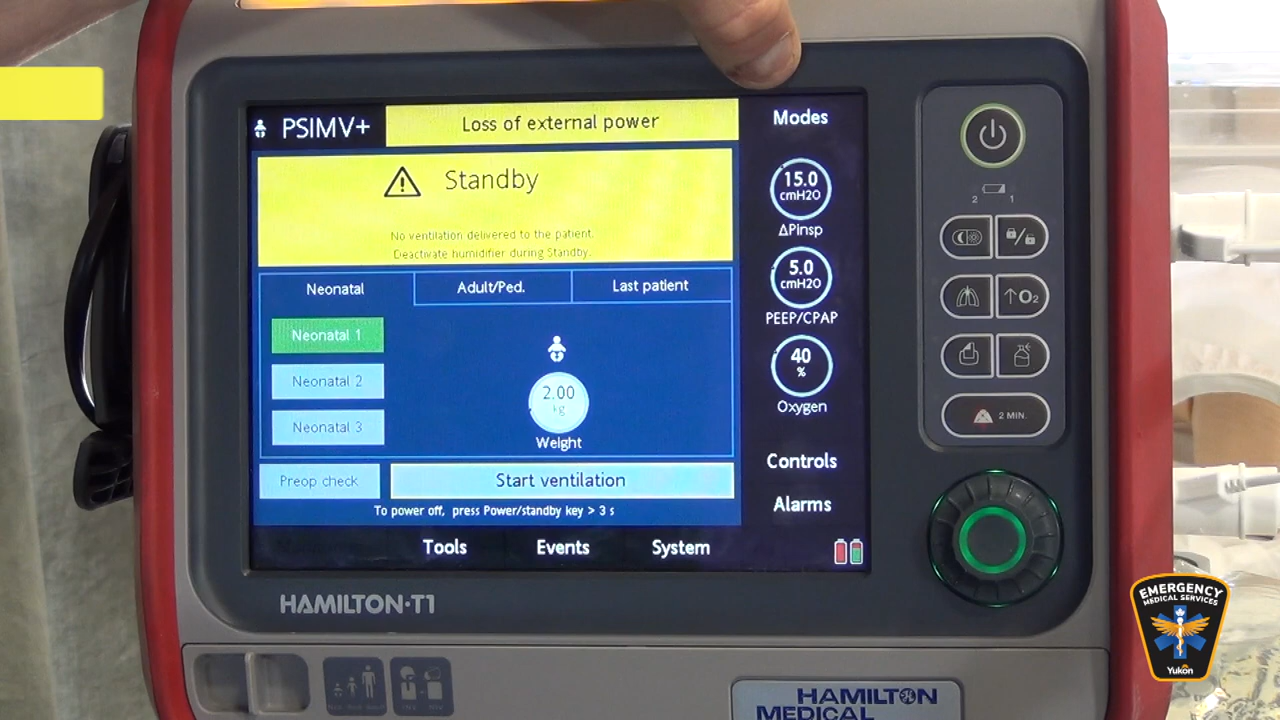 PSIMV+
Loss of external power
Modes
Standby
15.0
cmH2O
ΔPinsp
No ventilation delivered to the patient.
Deactivate humidifier during Standby.
2 1
Neonatal
Adult/Ped.
Last patient
5.0
cmH2O
PEEP/CPAP
Neonatal 1
Neonatal 2
Neonatal 3
2.00
kg
Weight
40
%
Oxygen
↑O2
2 MIN.
Controls
Preop check
Start ventilation
To power off, press Power/standby key > 3 s
Alarms
Tools
Events
System
HAMILTON-T1
HAMILTON
MEDICAL
EMERGENCY
MEDICAL SERVICES
Yukon